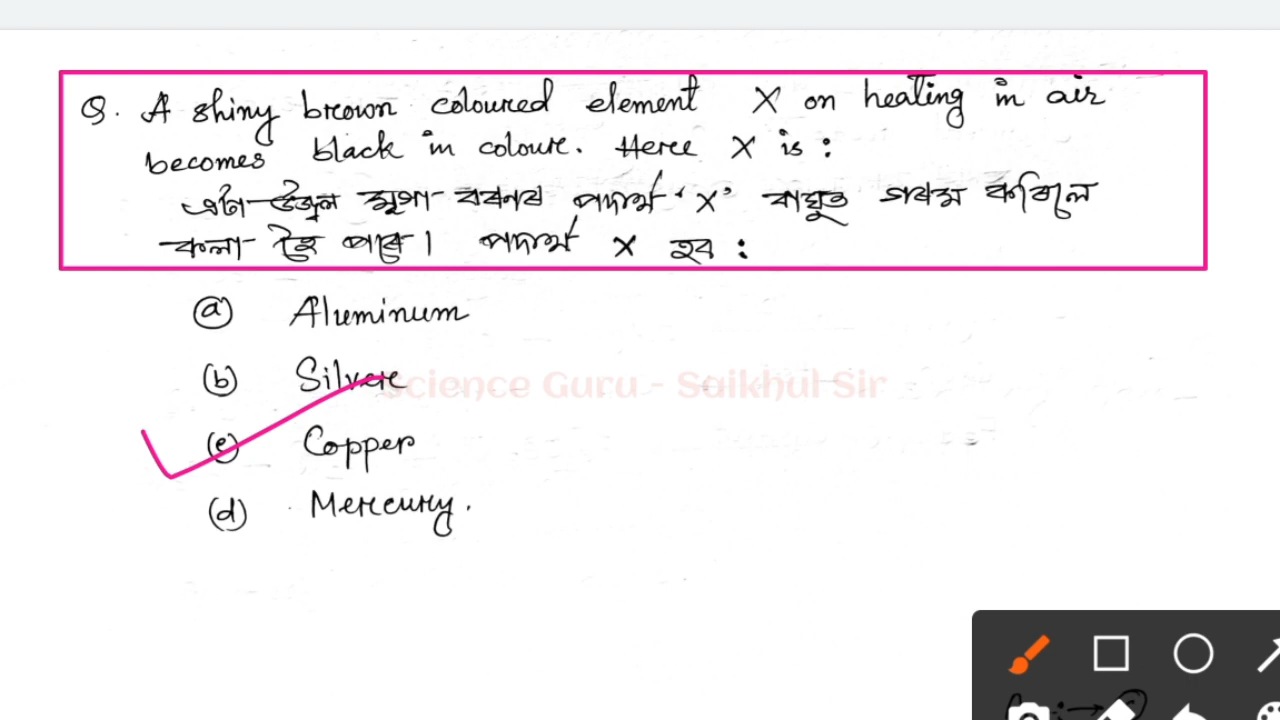 Q. A shiny brown coloured element X on heating in air
becomes black in colour. Here X is :
এটা উজ্বল মুগা বৰণৰ পদাৰ্থ 'X' বায়ুত গৰম কৰিলে
কলা হৈ পৰে। পদাৰ্থ X হব :
(a) Aluminum
(b) Silver
Science Guru - Saikhul Sir
(c) Copper
(d) Mercury.